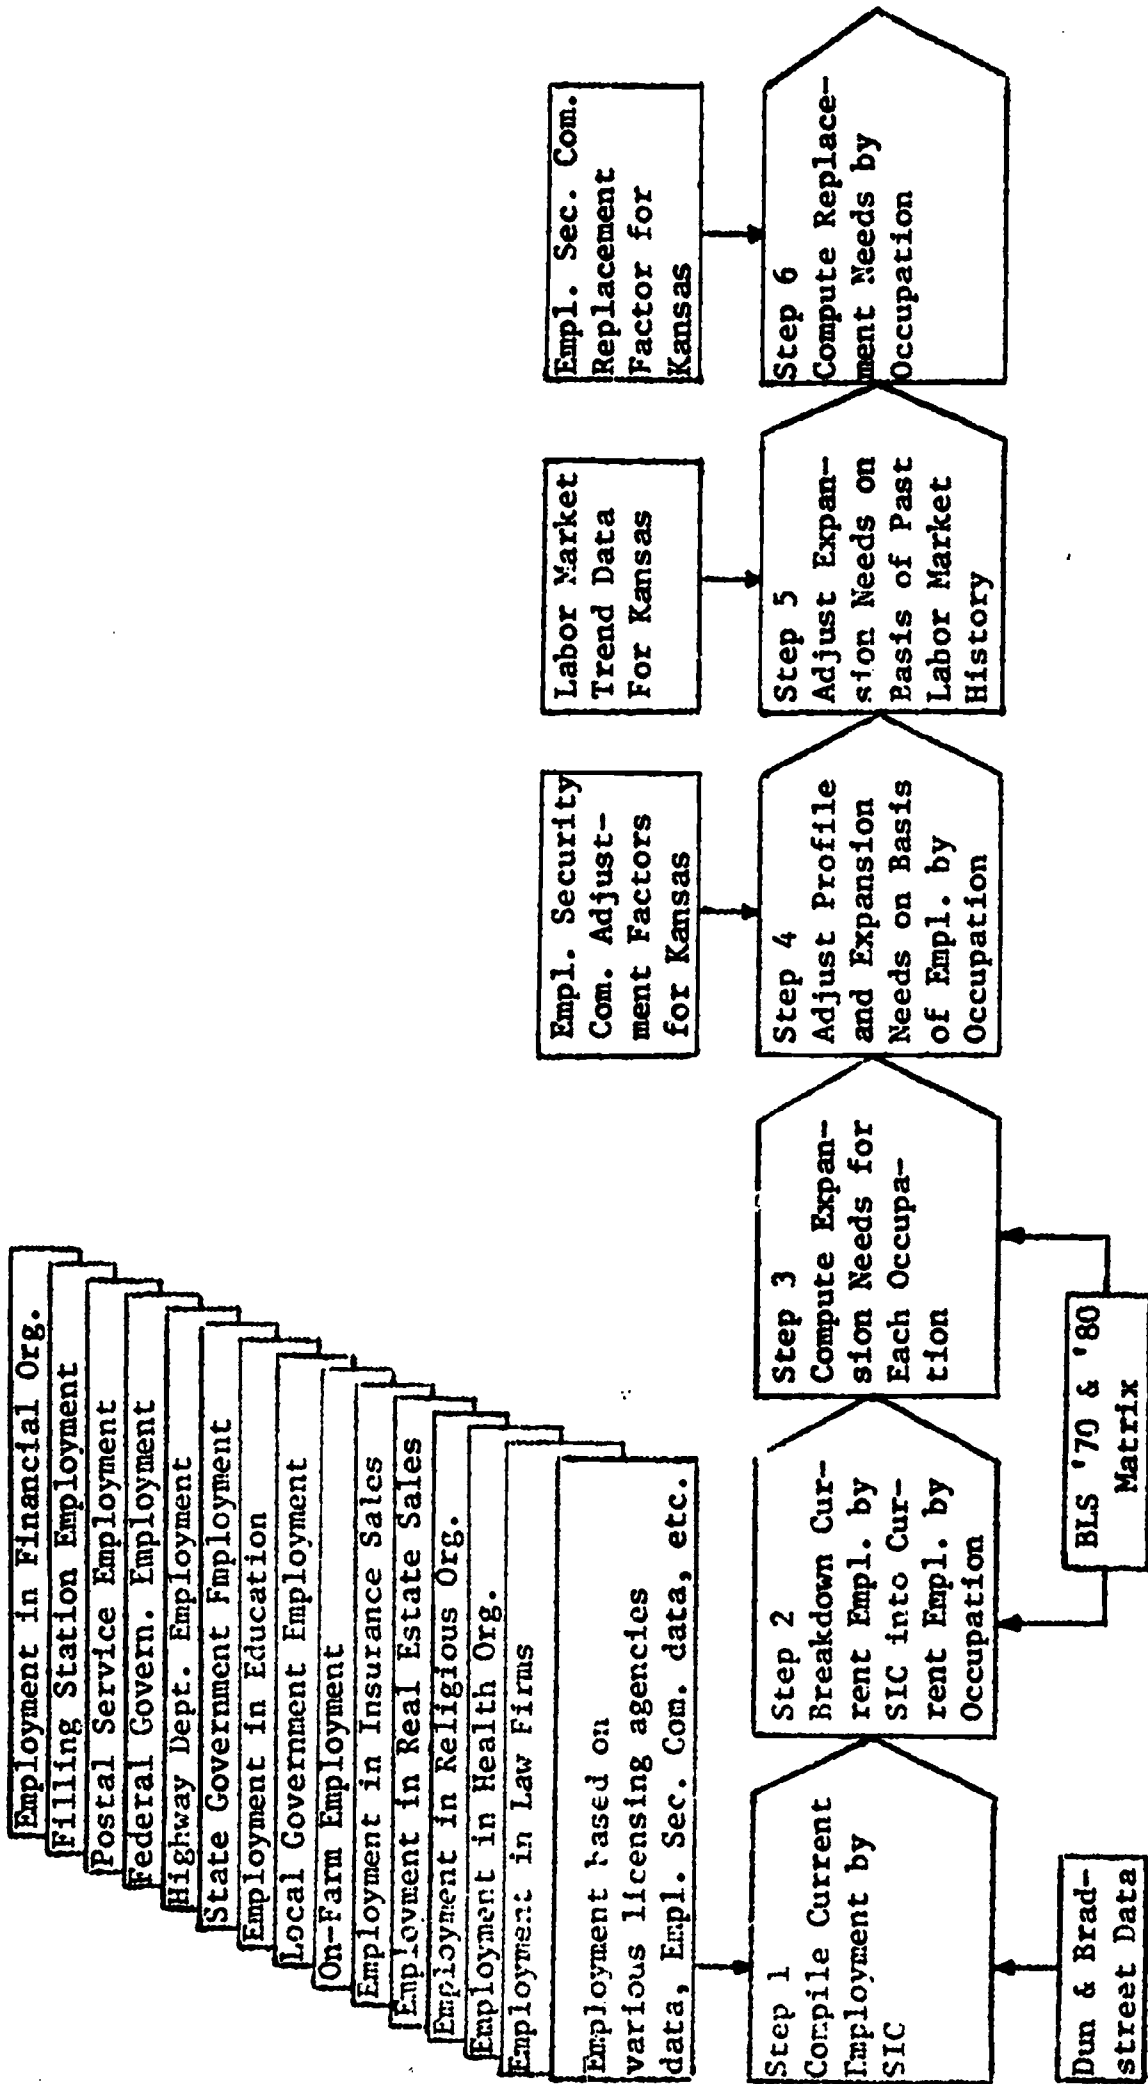 Employment in Financial Org.
Filling Station Employment
Postal Service Employment
Federal Govern. Employment
Highway Dept. Employment
State Government Employment
Employment in Education
Local Government Employment
On-Farm Employment
Employment in Insurance Sales
Employment in Real Estate Sales
Employment in Religious Org.
Employment in Health Org.
Employment in Law Firms
Employment based on
various licensing agencies
data, Empl. Sec. Com. data, etc.
Empl. Security
Com. Adjust-
ment Factors
for Kansas
Labor Market
Trend Data
For Kansas
Empl. Sec. Com.
Replacement
Factor for
Kansas
Step 1
Compile Current
Employment by
SIC
Step 2
Breakdown Cur-
rent Empl. by
SIC into Cur-
rent Empl. by
Occupation
Step 3
Compute Expan-
sion Needs for
Each Occupa-
tion
Step 4
Adjust Profile
and Expansion
Needs on Basis
of Empl. by
Occupation
Step 5
Adjust Expan-
sion Needs on
Basis of Past
Labor Market
History
Step 6
Compute Replace-
ment Needs by
Occupation
Dun & Brad-
street Data
BLS '70 & '80
Matrix